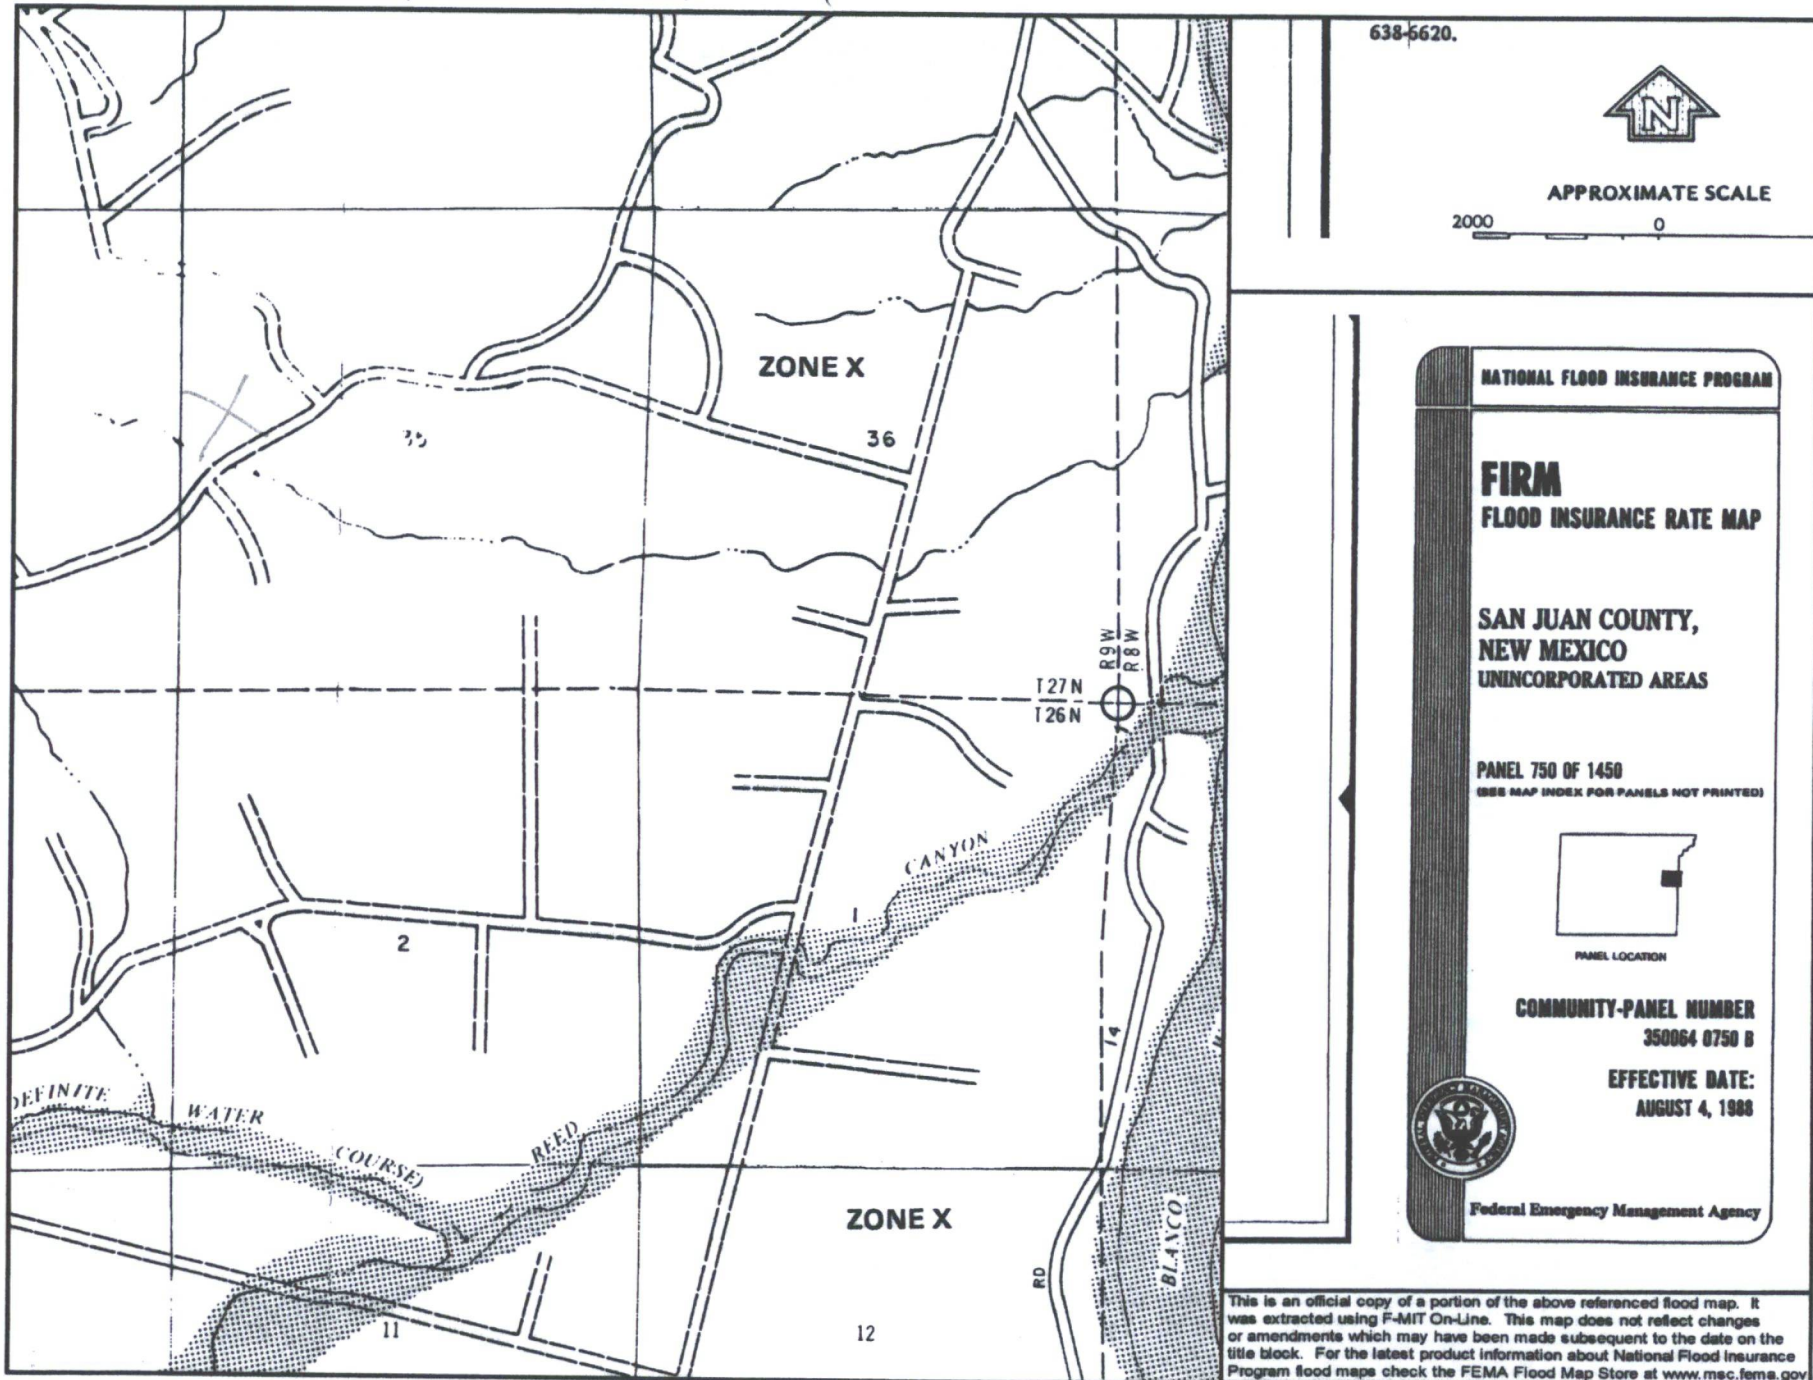 638-6620.
N
APPROXIMATE SCALE
2000 0
ZONE X
35
36
R9W
R8W
T27N
T26N
CANYON
1
2
14
DEFINITE WATER COURSE)
REED
ZONE X
BLANCO
RD
11
12
NATIONAL FLOOD INSURANCE PROGRAM
FIRM
FLOOD INSURANCE RATE MAP
SAN JUAN COUNTY,
NEW MEXICO
UNINCORPORATED AREAS
PANEL 750 OF 1450
(SEE MAP INDEX FOR PANELS NOT PRINTED)
PANEL LOCATION
COMMUNITY-PANEL NUMBER
350064 0750 B
EFFECTIVE DATE:
AUGUST 4, 1988
Federal Emergency Management Agency
This is an official copy of a portion of the above referenced flood map. It
was extracted using F-MIT On-Line. This map does not reflect changes
or amendments which may have been made subsequent to the date on the
title block. For the latest product information about National Flood Insurance
Program flood maps check the FEMA Flood Map Store at www.msc.fema.gov